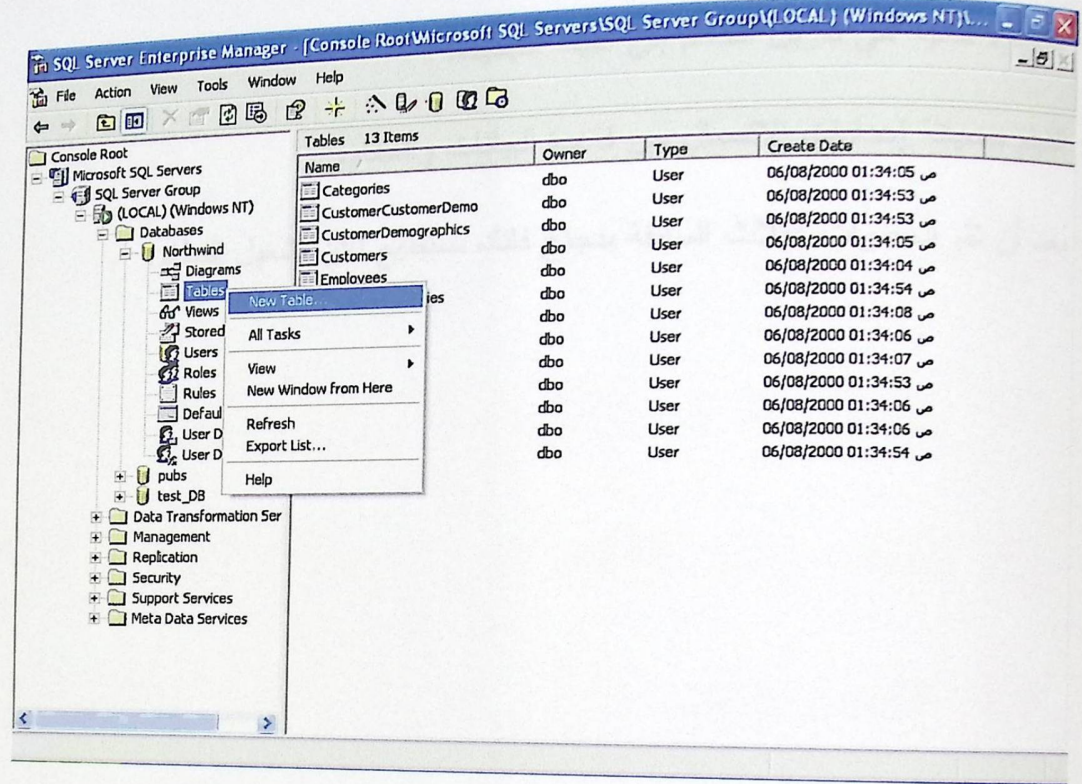 SQL Server Enterprise Manager - [Console Root\Microsoft SQL Servers\SQL Server Group\(LOCAL) (Windows NT)\...
File Action View Tools Window Help
Console Root
Microsoft SQL Servers
SQL Server Group
(LOCAL) (Windows NT)
Databases
Northwind
Diagrams
Tables
Views
Stored
Users
Roles
Rules
Defaul
User D
User D
pubs
test_DB
Data Transformation Ser
Management
Replication
Security
Support Services
Meta Data Services
New Table...
All Tasks
View
New Window from Here
Refresh
Export List...
Help
Tables 13 Items
Name Owner Type Create Date
Categories dbo User 06/08/2000 01:34:05 ص
CustomerCustomerDemo dbo User 06/08/2000 01:34:53 ص
CustomerDemographics dbo User 06/08/2000 01:34:53 ص
Customers dbo User 06/08/2000 01:34:05 ص
Employees dbo User 06/08/2000 01:34:04 ص
ies dbo User 06/08/2000 01:34:54 ص
dbo User 06/08/2000 01:34:08 ص
dbo User 06/08/2000 01:34:06 ص
dbo User 06/08/2000 01:34:07 ص
dbo User 06/08/2000 01:34:53 ص
dbo User 06/08/2000 01:34:06 ص
dbo User 06/08/2000 01:34:06 ص
dbo User 06/08/2000 01:34:54 ص